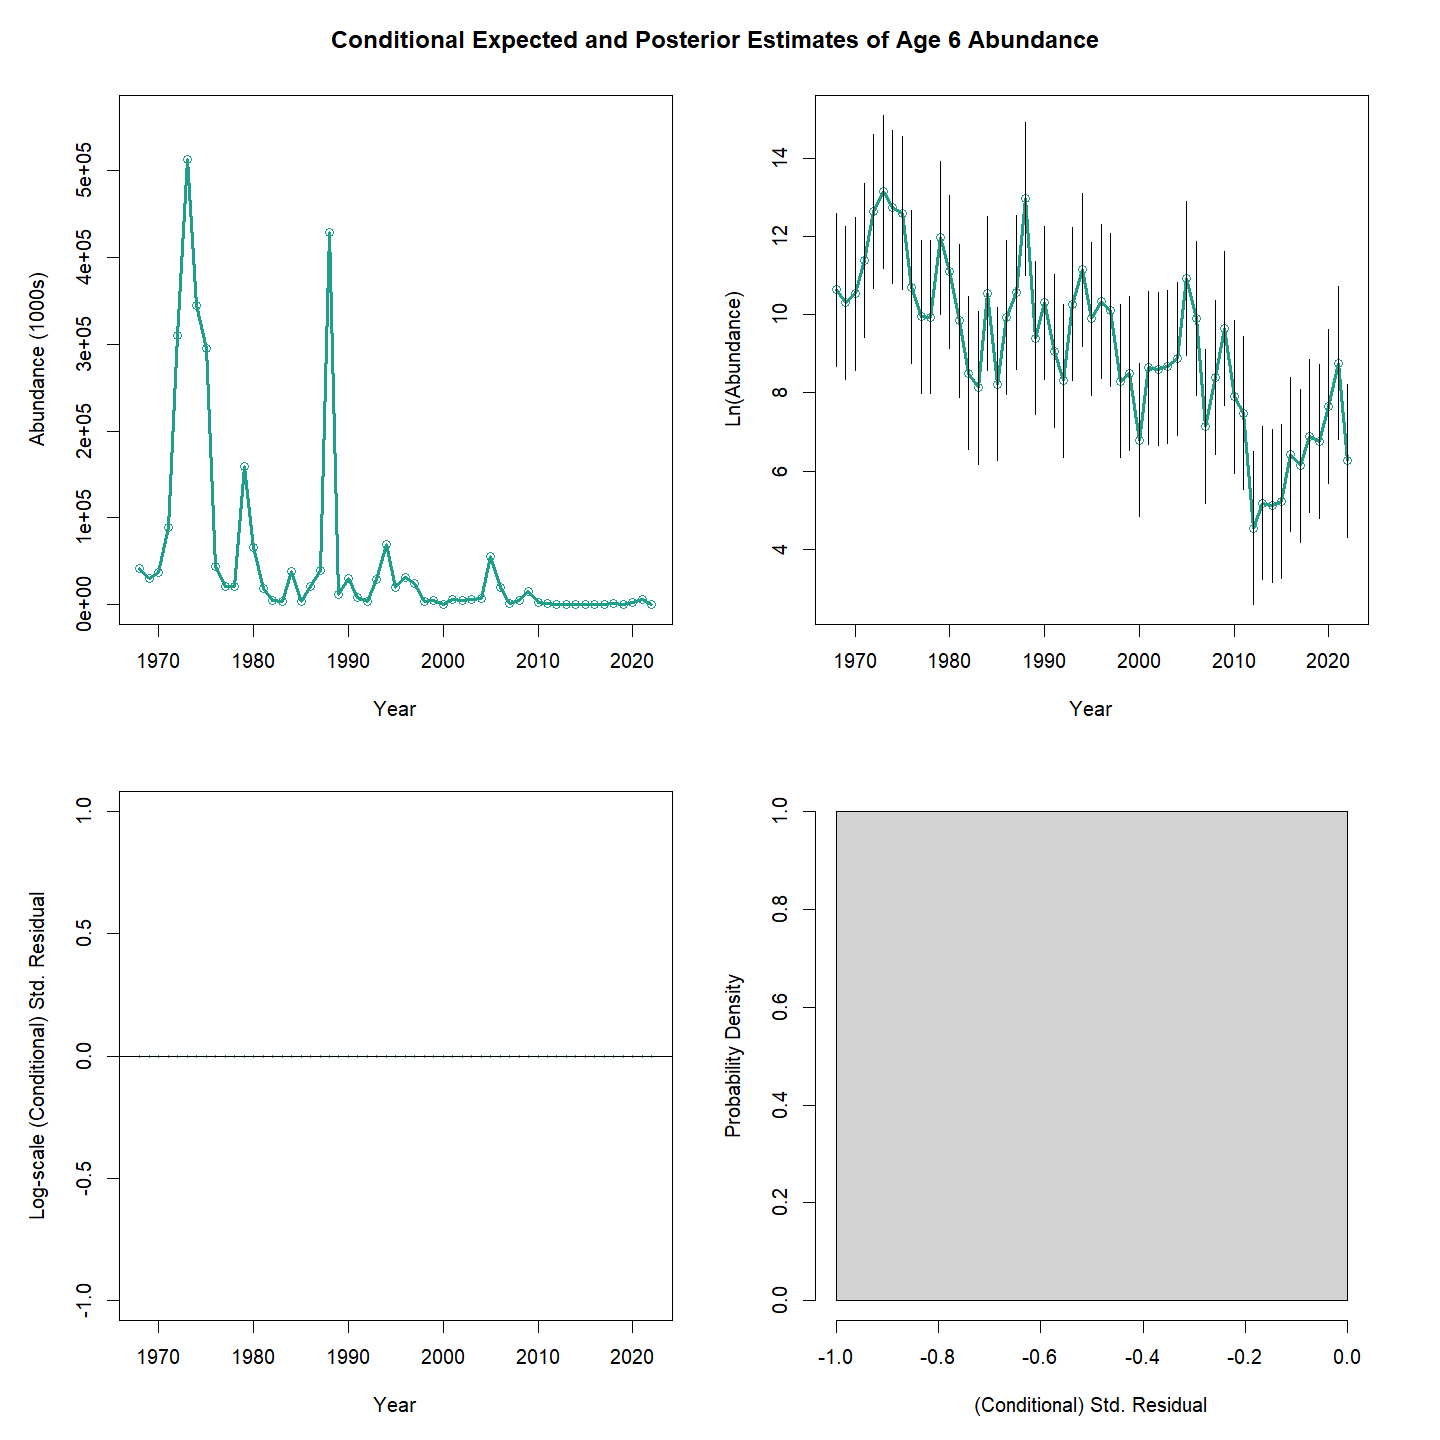 Conditional Expected and Posterior Estimates of Age 6 Abundance
Abundance (1000s)
5e+05
4e+05
3e+05
2e+05
1e+05
0e+00
1970 1980 1990 2000 2010 2020
Year
Ln(Abundance)
14
12
10
8
6
4
1970 1980 1990 2000 2010 2020
Year
Log-scale (Conditional) Std. Residual
1.0
0.5
0.0
-0.5
-1.0
1970 1980 1990 2000 2010 2020
Year
Probability Density
1.0
0.8
0.6
0.4
0.2
0.0
-1.0 -0.8 -0.6 -0.4 -0.2 0.0
(Conditional) Std. Residual